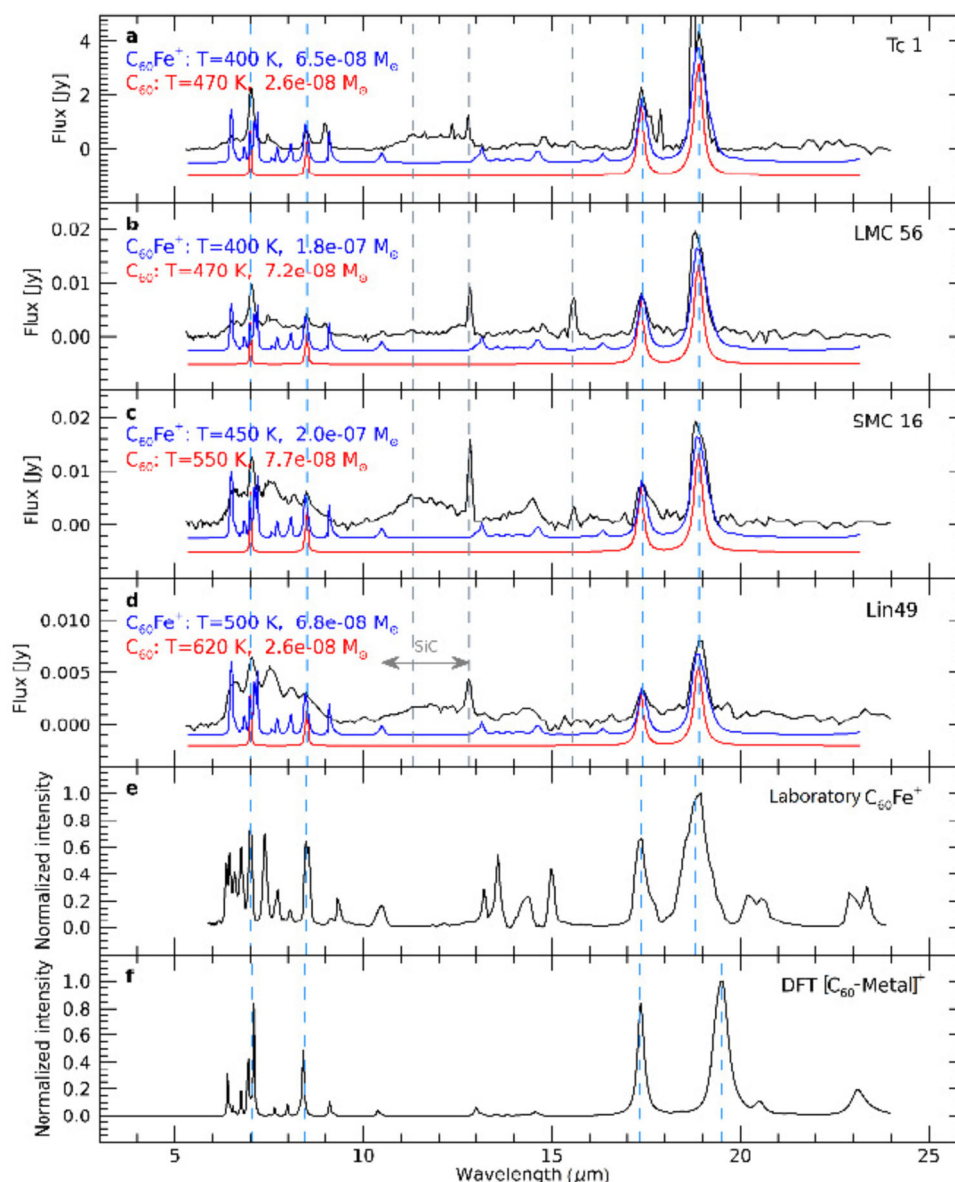 a
Tc 1
C₆₀Fe⁺: T=400 K, 6.5e-08 M☉
C₆₀: T=470 K, 2.6e-08 M☉
Flux [Jy]
4
2
0
b
LMC 56
C₆₀Fe⁺: T=400 K, 1.8e-07 M☉
C₆₀: T=470 K, 7.2e-08 M☉
Flux [Jy]
0.02
0.01
0.00
c
SMC 16
C₆₀Fe⁺: T=450 K, 2.0e-07 M☉
C₆₀: T=550 K, 7.7e-08 M☉
Flux [Jy]
0.02
0.01
0.00
d
Lin49
C₆₀Fe⁺: T=500 K, 6.8e-08 M☉
C₆₀: T=620 K, 2.6e-08 M☉
SiC
Flux [Jy]
0.010
0.005
0.000
e
Laboratory C₆₀Fe⁺
Normalized intensity
1.0
0.8
0.6
0.4
0.2
0.0
f
DFT [C₆₀-Metal]⁺
Normalized intensity
1.0
0.8
0.6
0.4
0.2
0.0
5 10 15 20 25
Wavelength (μm)